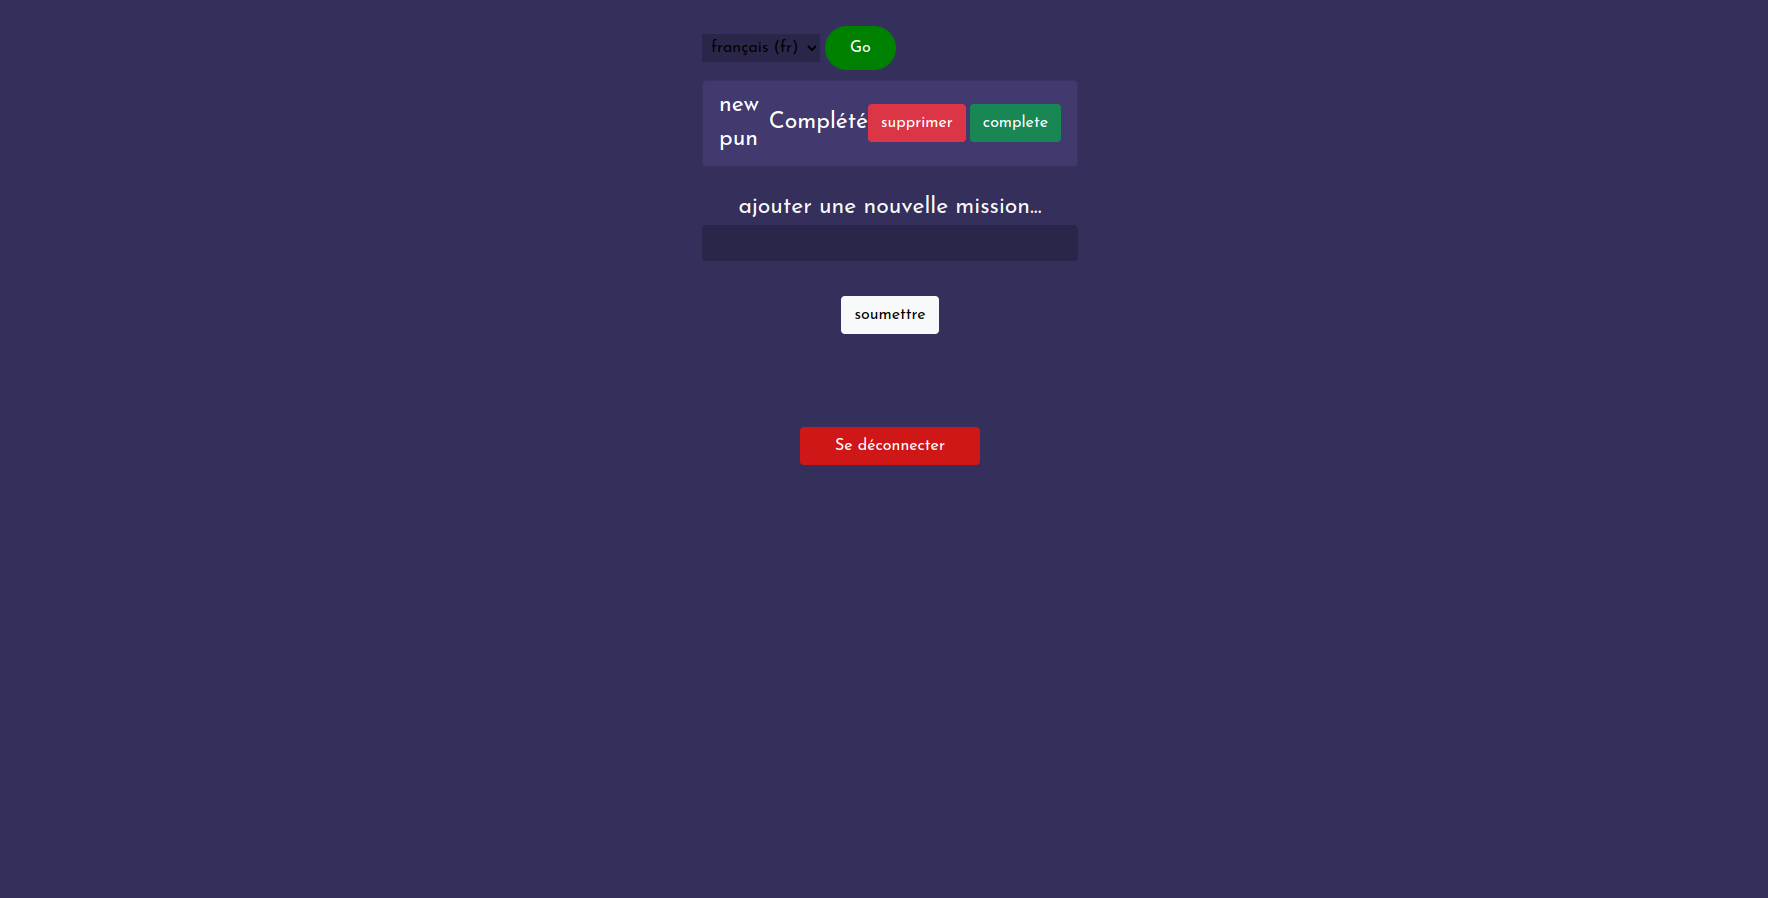 français (fr) Go
new
pun
Complété supprimer complete
ajouter une nouvelle mission...
soumettre
Se déconnecter